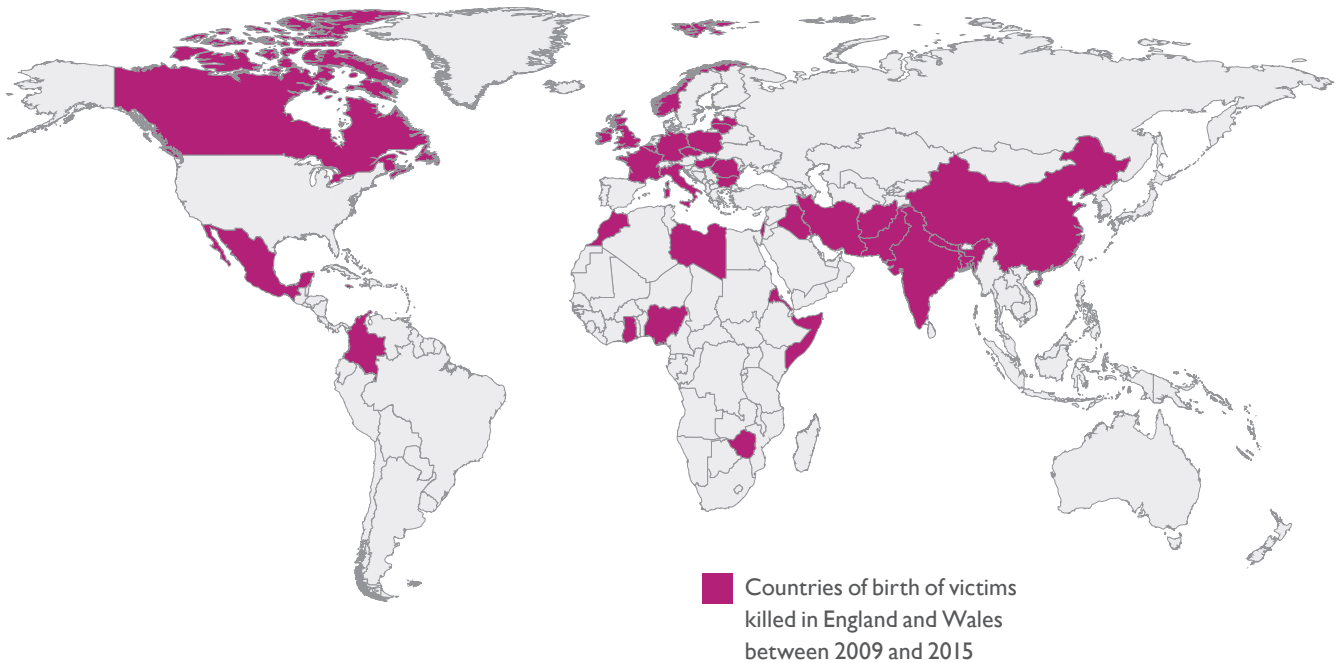 Countries of birth of victims
killed in England and Wales
between 2009 and 2015